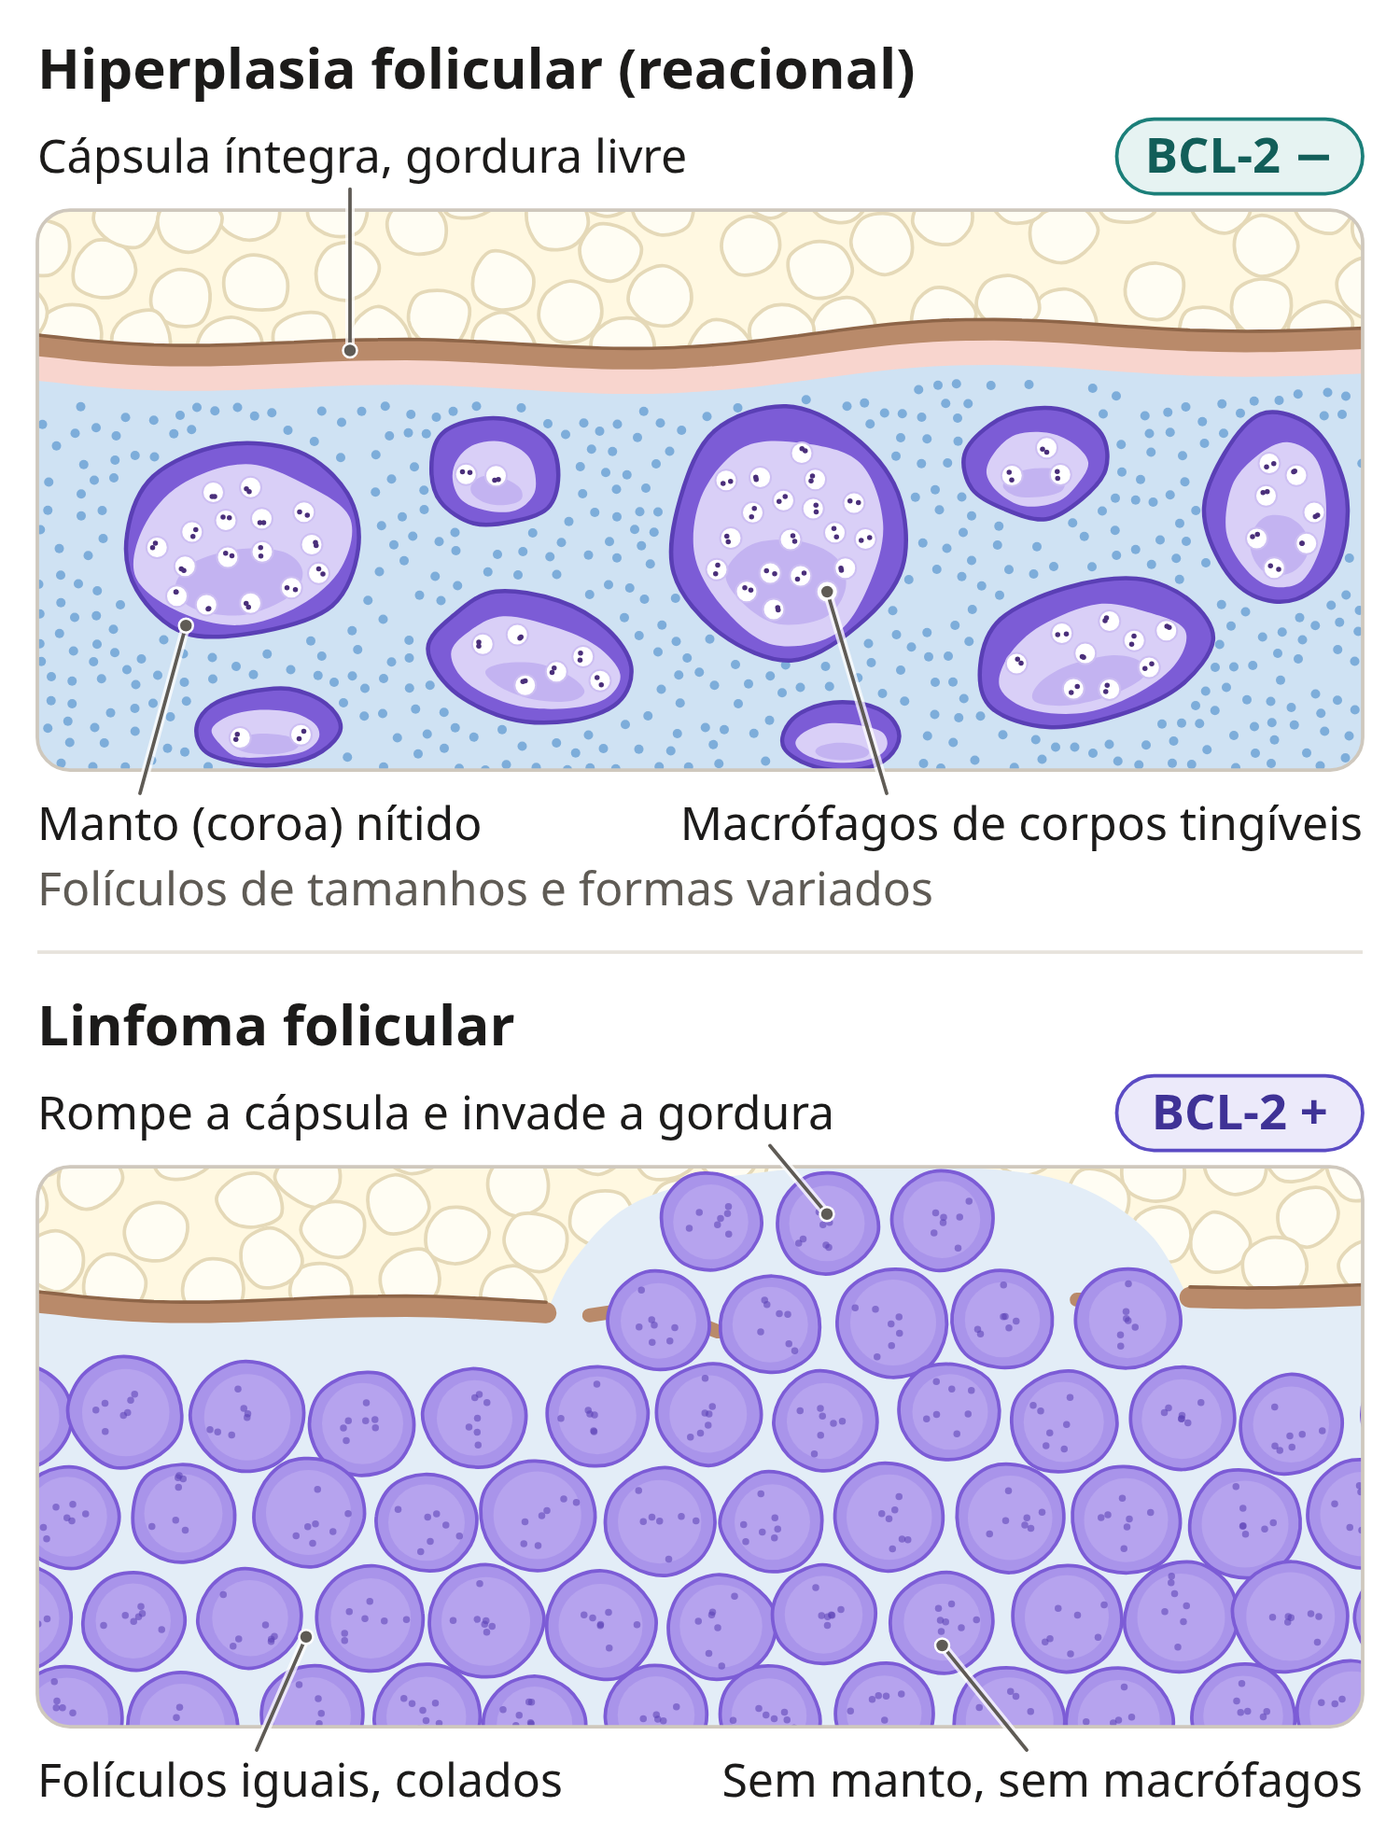 Hiperplasia folicular (reacional)
Cápsula íntegra, gordura livre
BCL-2 −
Manto (coroa) nítido
Macrófagos de corpos tingíveis
Folículos de tamanhos e formas variados
Linfoma folicular
Rompe a cápsula e invade a gordura
BCL-2 +
Folículos iguais, colados
Sem manto, sem macrófagos